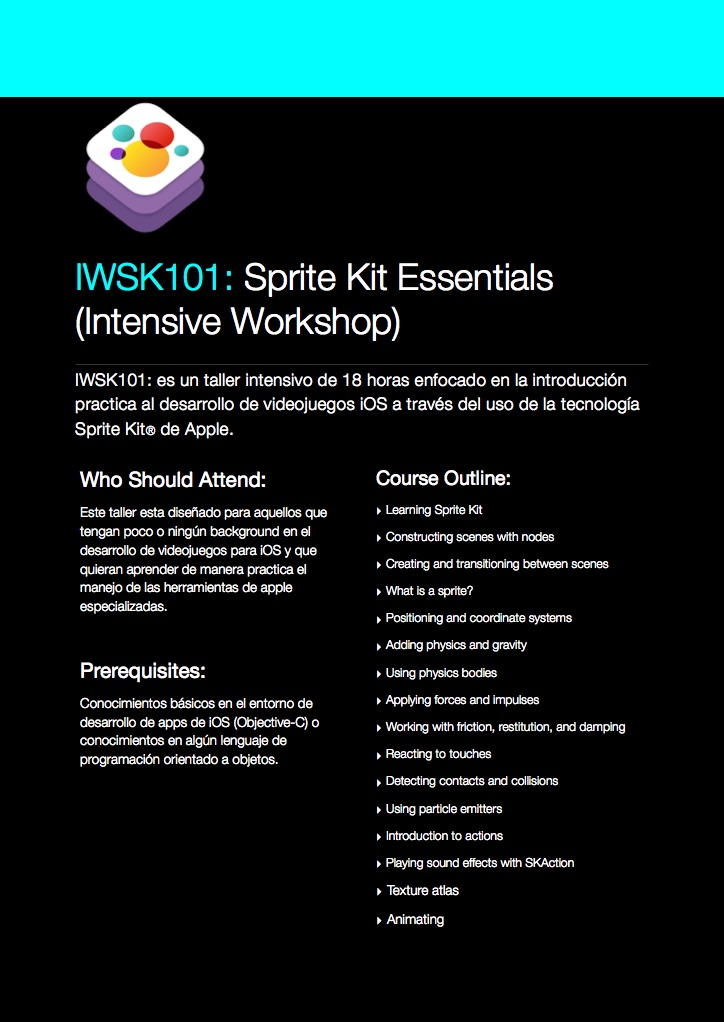 IWSK101: Sprite Kit Essentials
(Intensive Workshop)
IWSK101: es un taller intensivo de 18 horas enfocado en la introducción
practica al desarrollo de videojuegos iOS a través del uso de la tecnología
Sprite Kit® de Apple.
Who Should Attend:
Este taller esta diseñado para aquellos que
tengan poco o ningún background en el
desarrollo de videojuegos para iOS y que
quieran aprender de manera practica el
manejo de las herramientas de apple
especializadas.
Prerequisites:
Conocimientos básicos en el entorno de
desarrollo de apps de iOS (Objective-C) o
conocimientos en algún lenguaje de
programación orientado a objetos.
Course Outline:
Learning Sprite Kit
Constructing scenes with nodes
Creating and transitioning between scenes
What is a sprite?
Positioning and coordinate systems
Adding physics and gravity
Using physics bodies
Applying forces and impulses
Working with friction, restitution, and damping
Reacting to touches
Detecting contacts and collisions
Using particle emitters
Introduction to actions
Playing sound effects with SKAction
Texture atlas
Animating